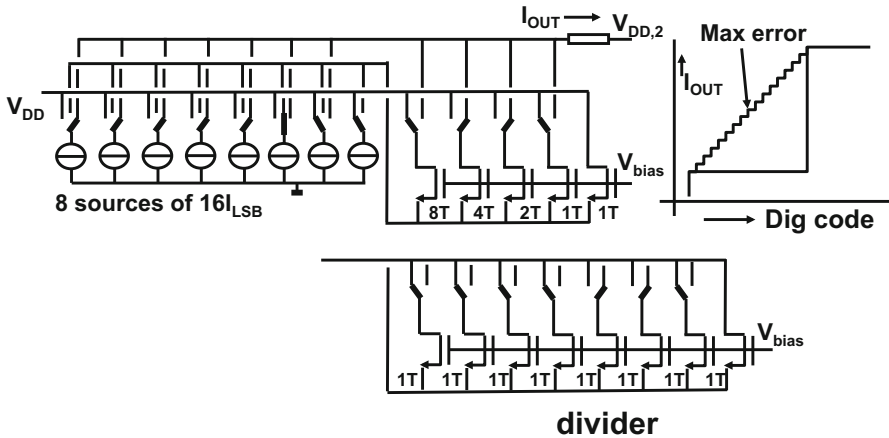 I_OUT
V_DD,2
Max error
I_OUT
V_DD
V_bias
8 sources of 16I_LSB
8T 4T 2T 1T 1T
Dig code
V_bias
1T 1T 1T 1T 1T 1T 1T
divider